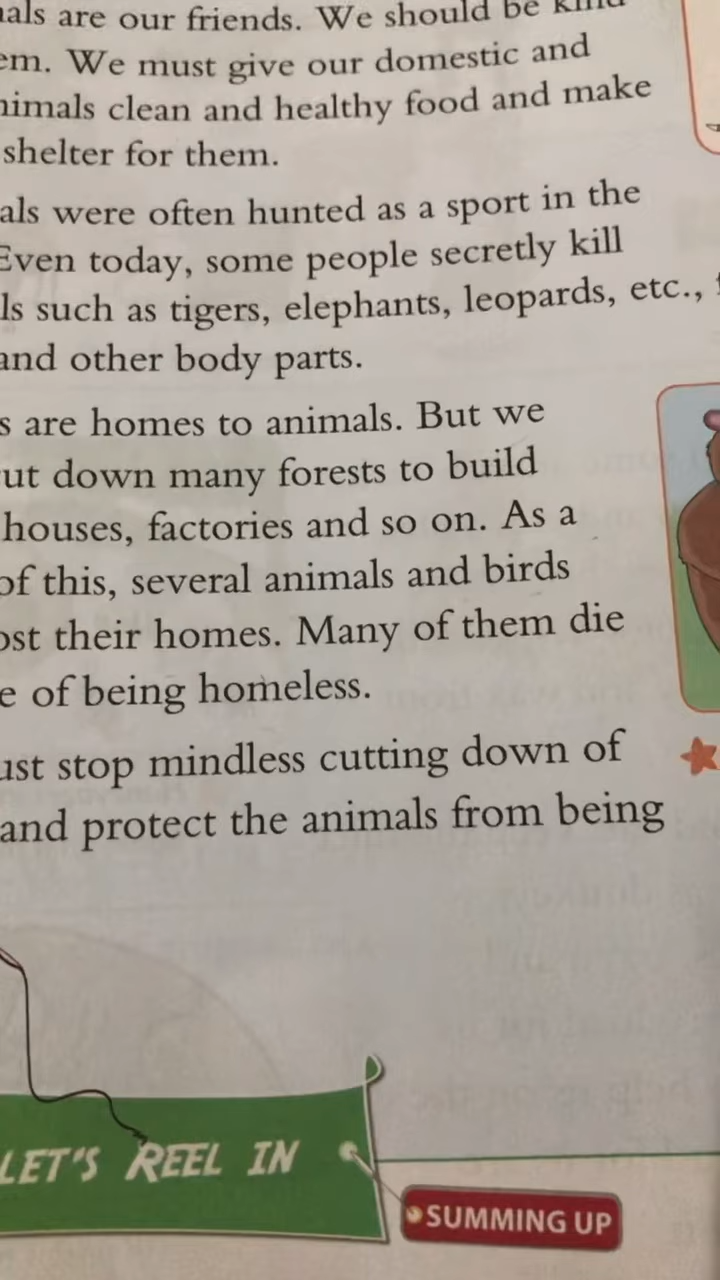 als are our friends. We should be kind
em. We must give our domestic and
nimals clean and healthy food and make
shelter for them.
als were often hunted as a sport in the
Even today, some people secretly kill
ls such as tigers, elephants, leopards, etc.,
and other body parts.
s are homes to animals. But we
ut down many forests to build
houses, factories and so on. As a
of this, several animals and birds
ost their homes. Many of them die
e of being homeless.
ust stop mindless cutting down of
and protect the animals from being
LET'S REEL IN
SUMMING UP